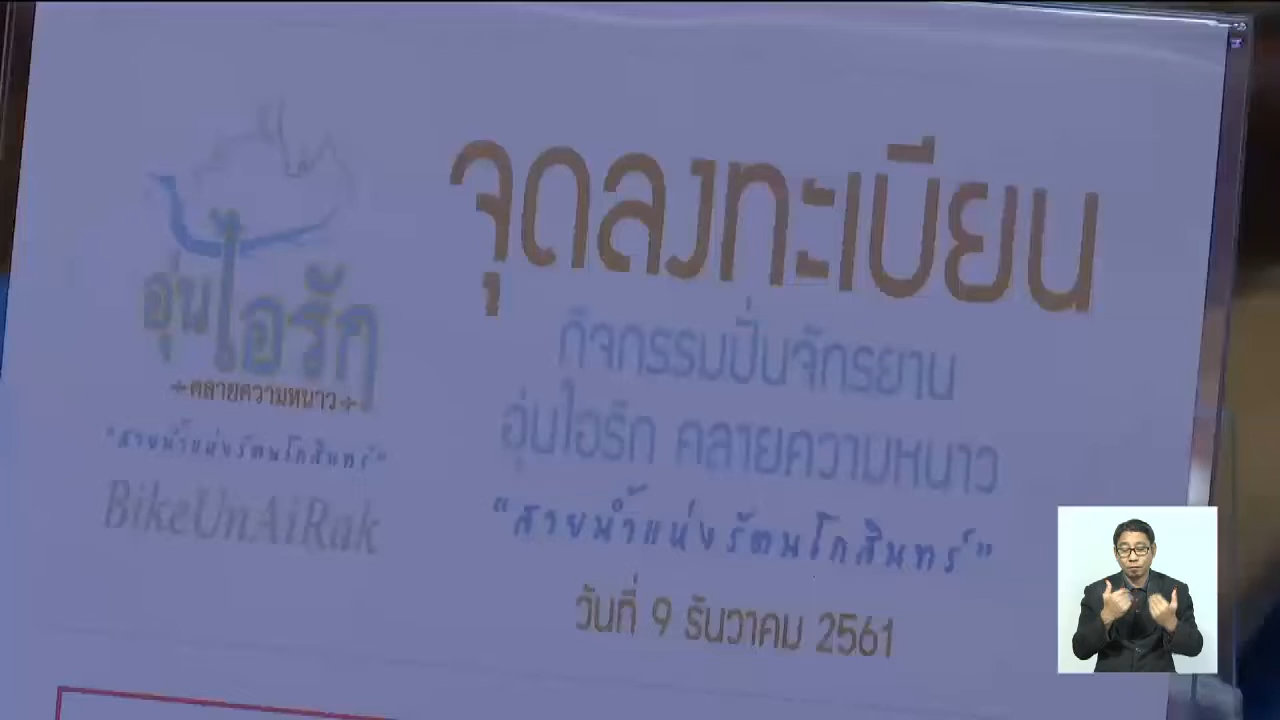 จุดลงทะเบียน
กิจกรรมปั่นจักรยาน
อุ่นไอรัก คลายความหนาว
"สายน้ำแห่งรัตนโกสินทร์"
วันที่ 9 ธันวาคม 2561
อุ่นไอรัก
คลายความหนาว
"สายน้ำแห่งรัตนโกสินทร์"
BikeUnAiRak